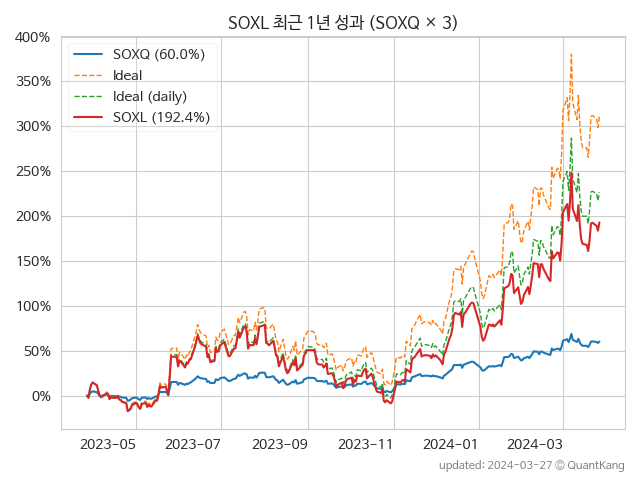 SOXL 최근 1년 성과 (SOXQ × 3)
400%
350%
300%
250%
200%
150%
100%
50%
0%
SOXQ (60.0%)
Ideal
Ideal (daily)
SOXL (192.4%)
2023-05
2023-07
2023-09
2023-11
2024-01
2024-03
updated: 2024-03-27 © QuantKang